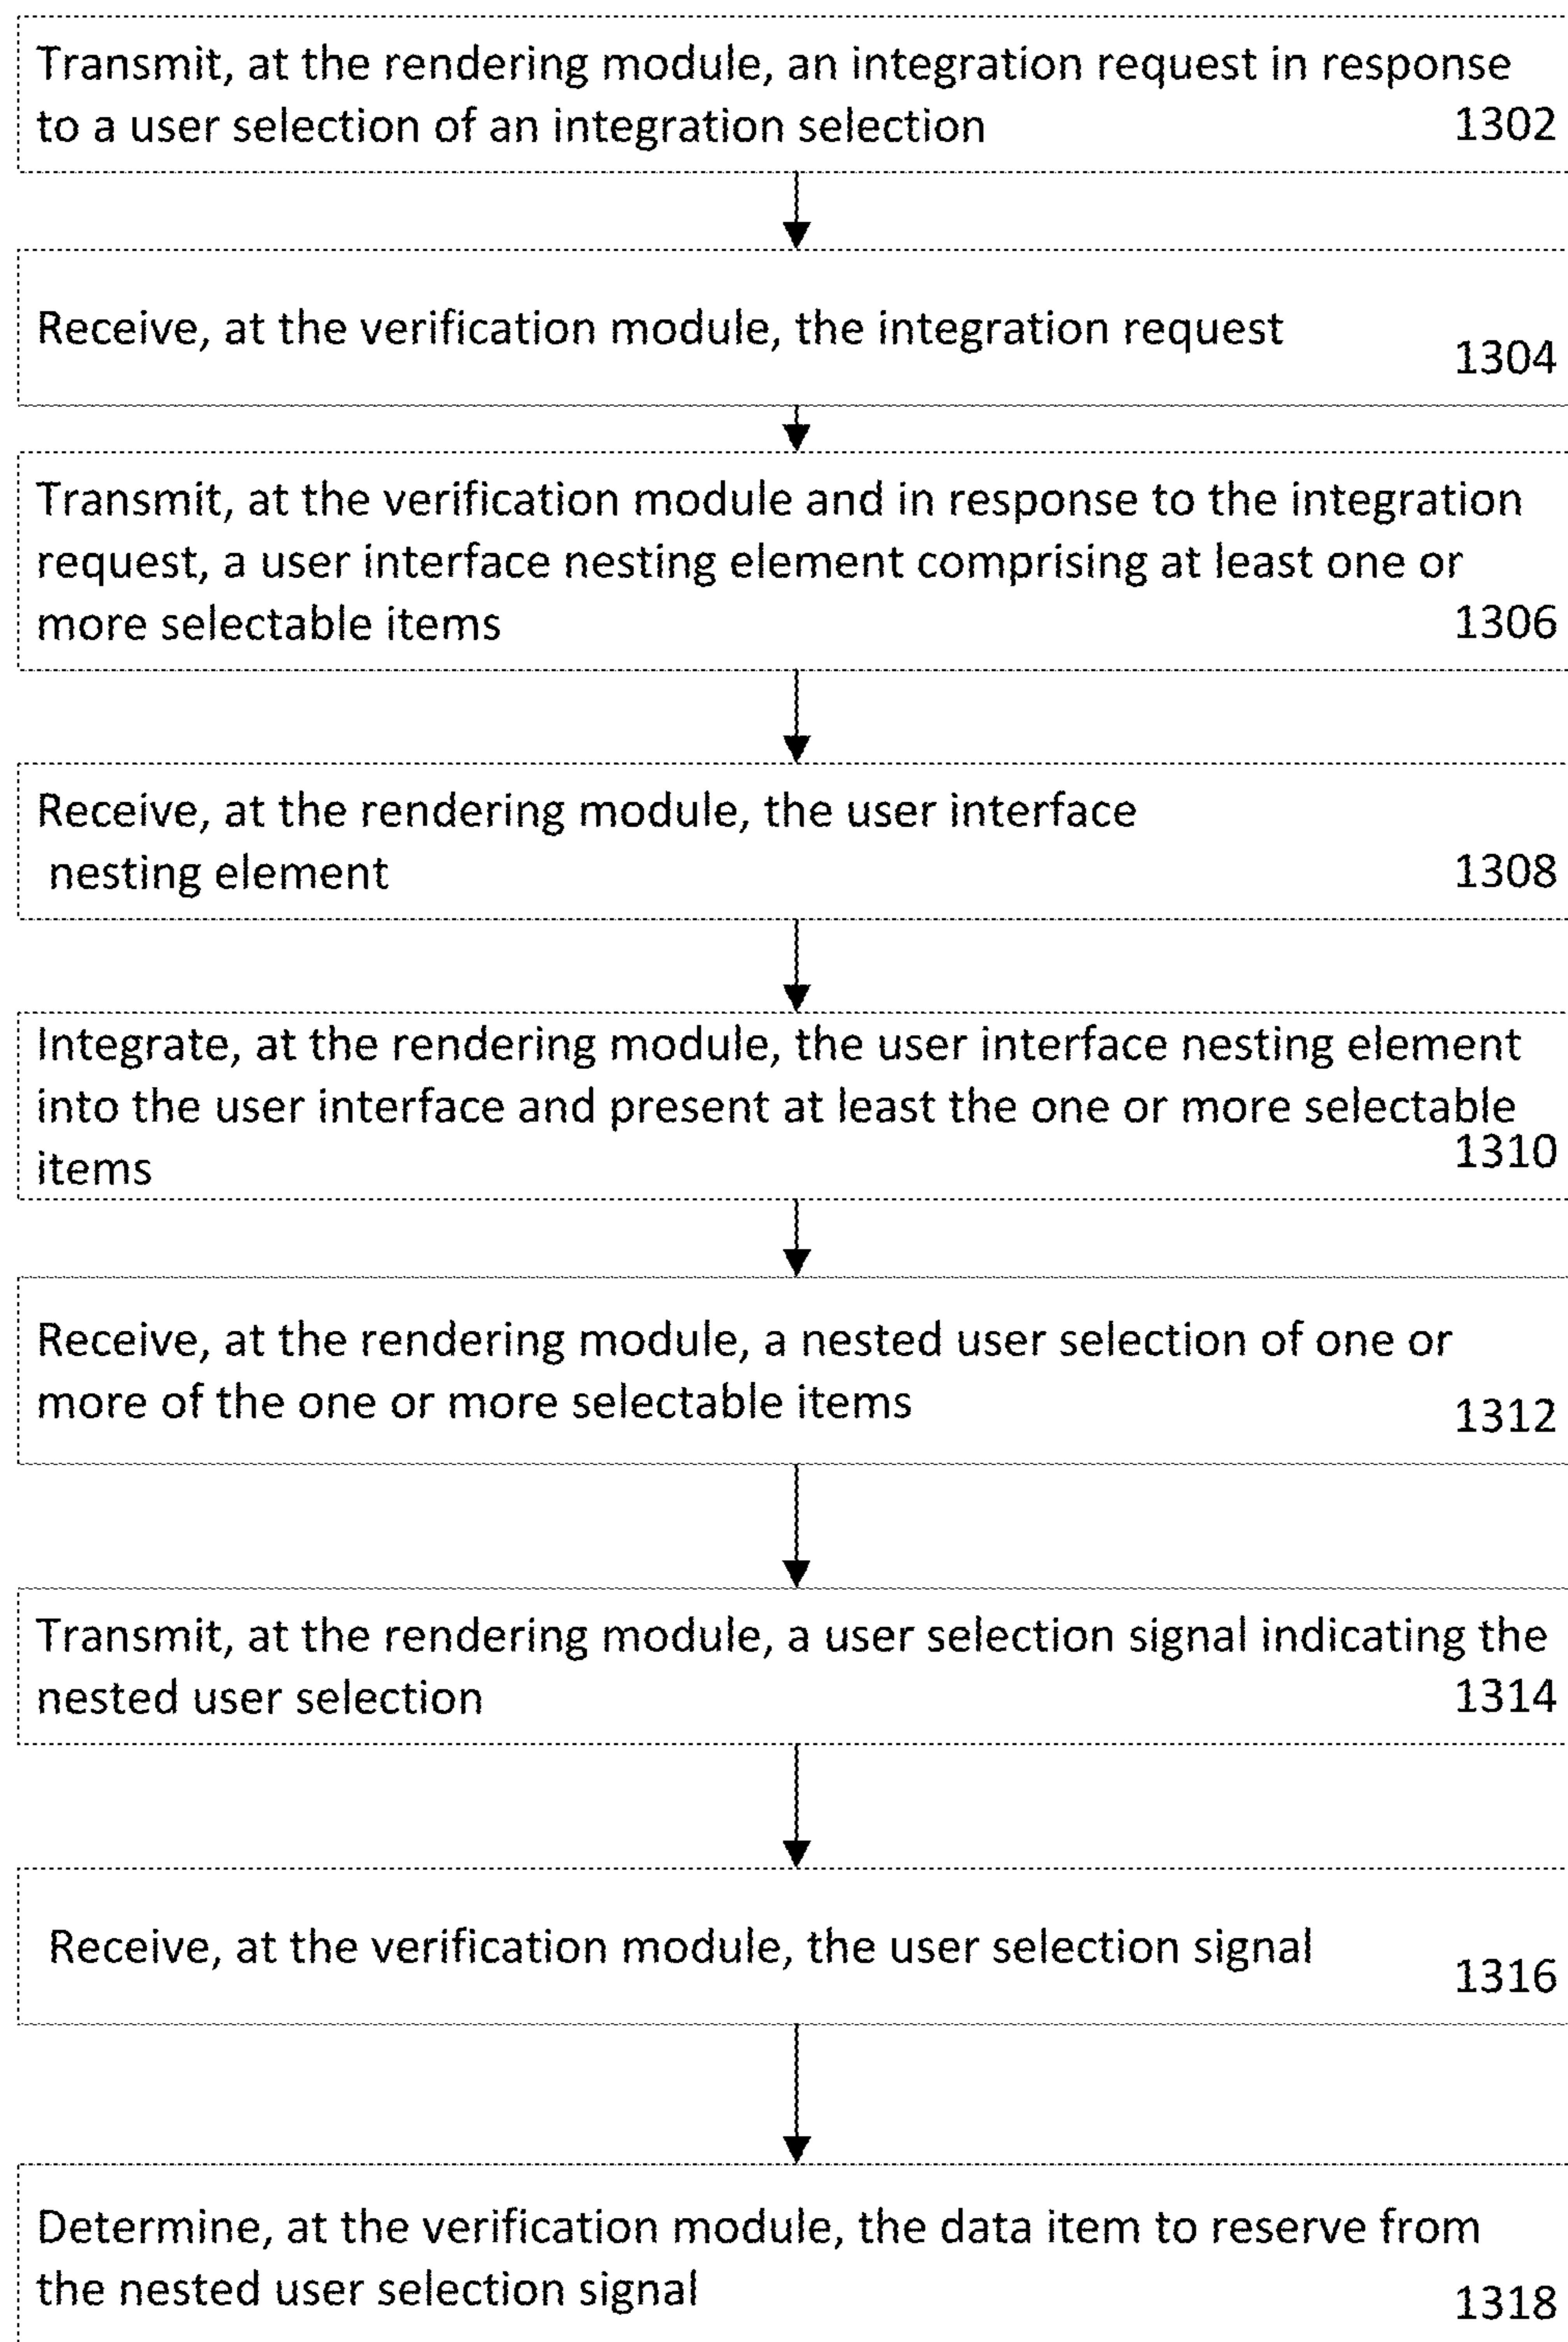 Transmit, at the rendering module, an integration request in response
to a user selection of an integration selection
1302
Receive, at the verification module, the integration request
1304
Transmit, at the verification module and in response to the integration
request, a user interface nesting element comprising at least one or
more selectable items
1306
Receive, at the rendering module, the user interface
nesting element
1308
Integrate, at the rendering module, the user interface nesting element
into the user interface and present at least the one or more selectable
items
1310
Receive, at the rendering module, a nested user selection of one or
more of the one or more selectable items
1312
Transmit, at the rendering module, a user selection signal indicating the
nested user selection
1314
Receive, at the verification module, the user selection signal
1316
Determine, at the verification module, the data item to reserve from
the nested user selection signal
1318